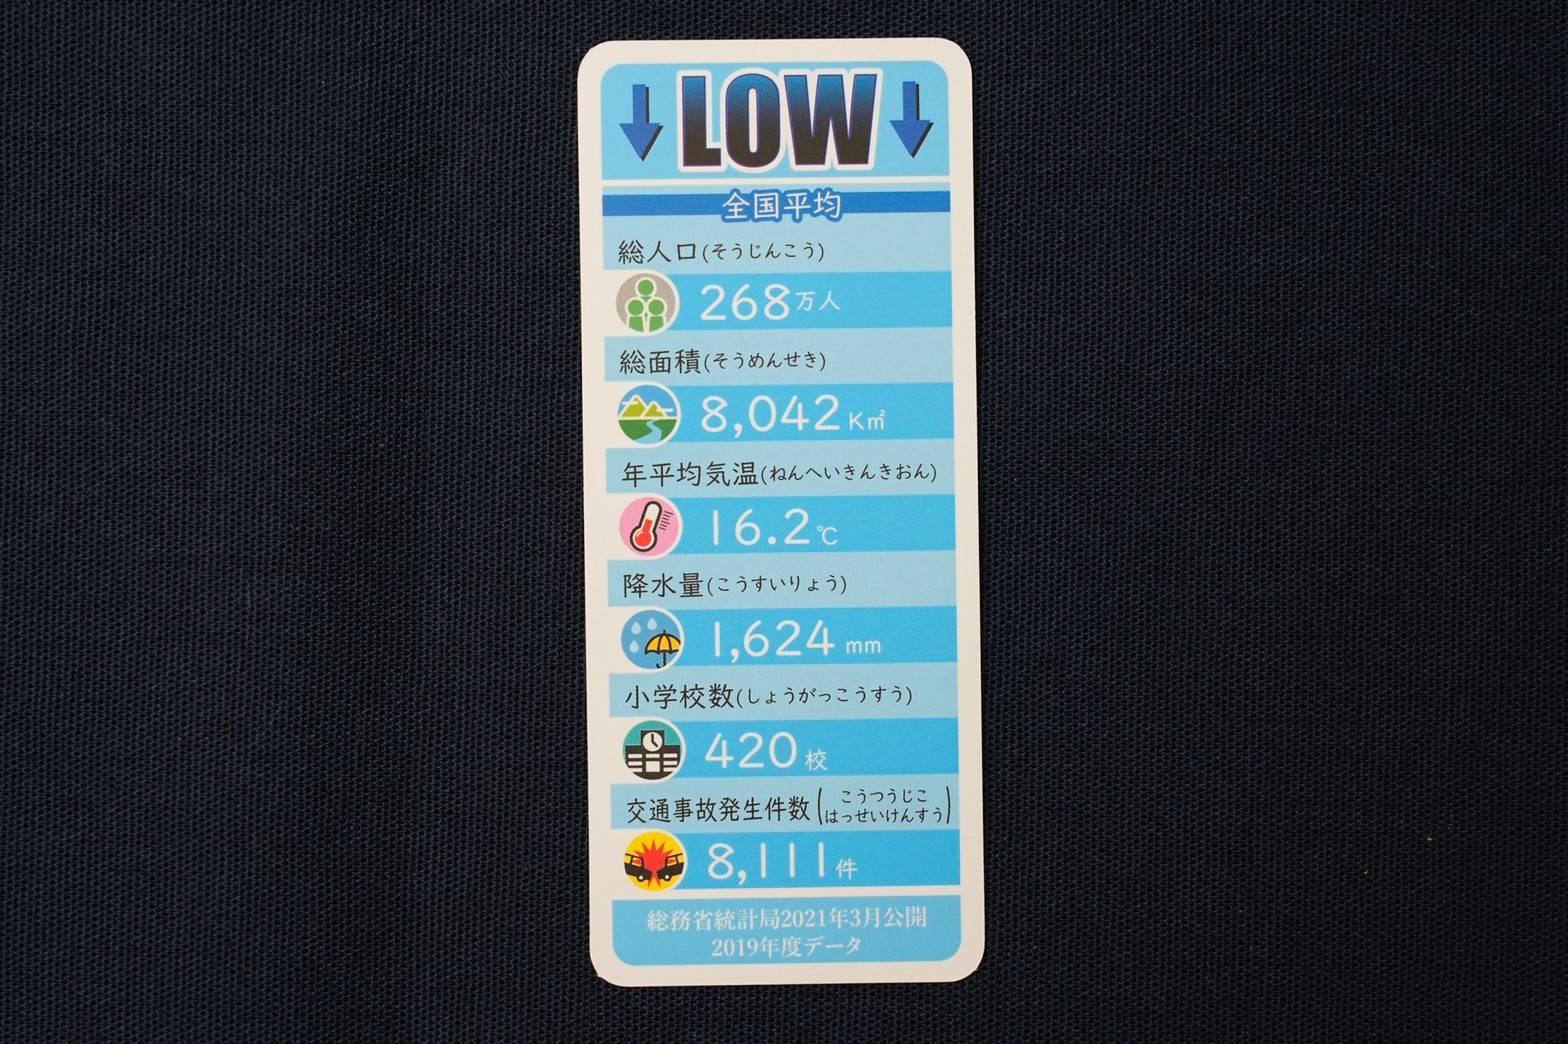 LOW
全国平均
総人口(そうじんこう)
268万人
総面積(そうめんせき)
8,042K㎡
年平均気温(ねんへいきんきおん)
16.2℃
降水量(こうすいりょう)
1,624mm
小学校数(しょうがっこうすう)
420校
交通事故発生件数(こうつうじこ
はっせいけんすう)
8,111件
総務省統計局2021年3月公開
2019年度データ